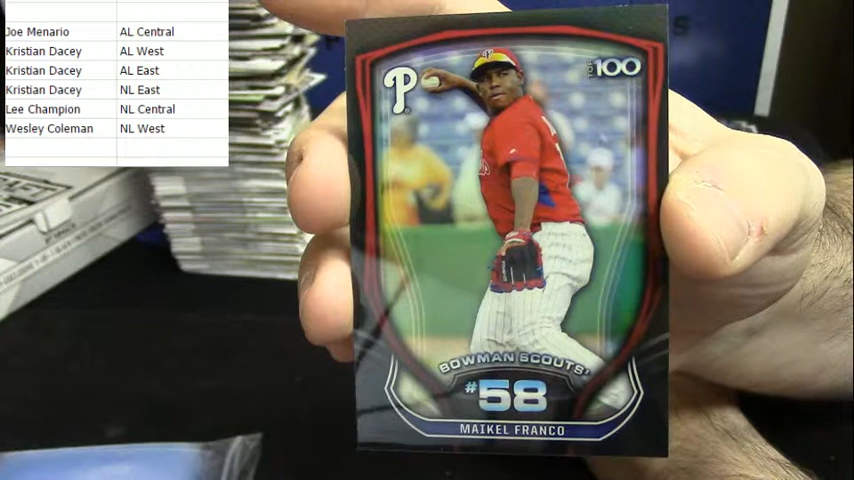 Joe Menario AL Central
Kristian Dacey AL West
Kristian Dacey AL East
Kristian Dacey NL East
Lee Champion NL Central
Wesley Coleman NL West
P
TOP 100
BOWMAN SCOUTS'
#58
MAIKEL FRANCO